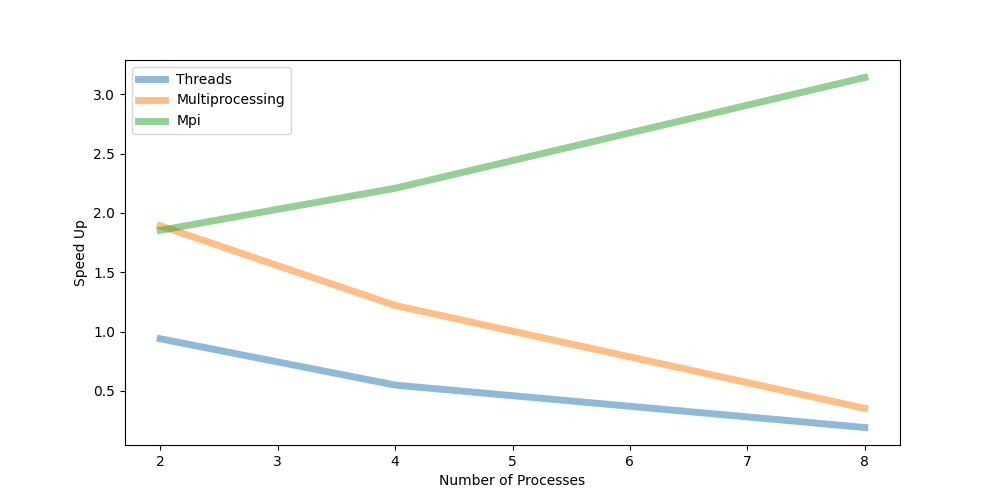 Threads
Multiprocessing
Mpi
3.0
2.5
2.0
1.5
1.0
0.5
Speed Up
2 3 4 5 6 7 8
Number of Processes